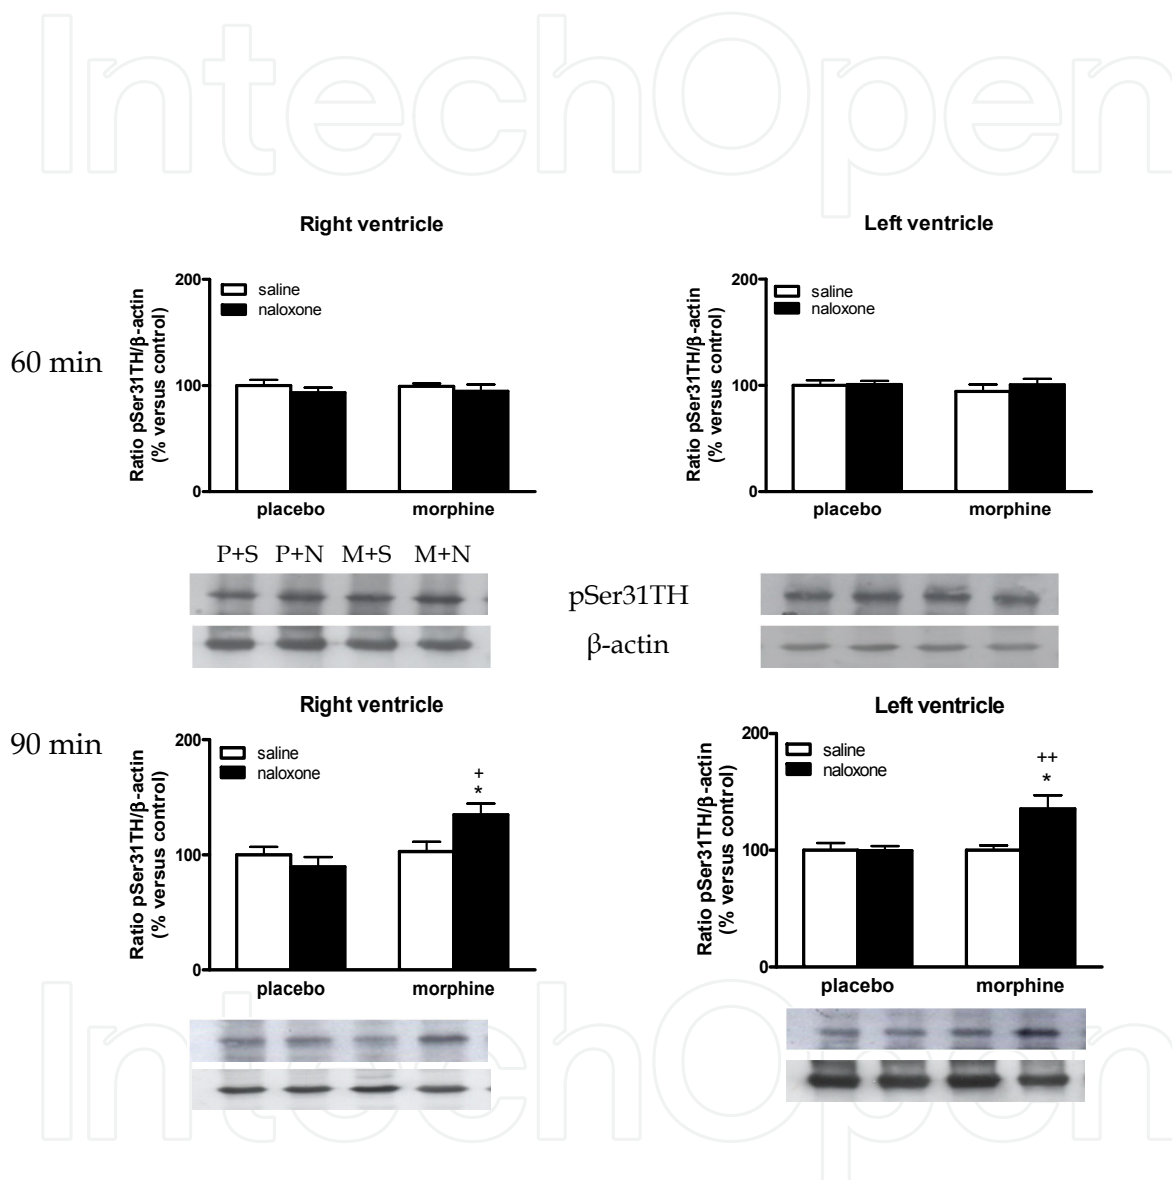 IntechOpen
Right ventricle
Left ventricle
60 min
Ratio pSer31TH/β-actin
(% versus control)
200
100
0
saline
naloxone
placebo
morphine
Ratio pSer31TH/β-actin
(% versus control)
200
100
0
saline
naloxone
placebo
morphine
P+S P+N M+S M+N
pSer31TH
β-actin
Right ventricle
Left ventricle
90 min
Ratio pSer31TH/β-actin
(% versus control)
200
100
0
saline
naloxone
+
*
placebo
morphine
Ratio pSer31TH/β-actin
(% versus control)
200
100
0
saline
naloxone
++
*
placebo
morphine
IntechOpen